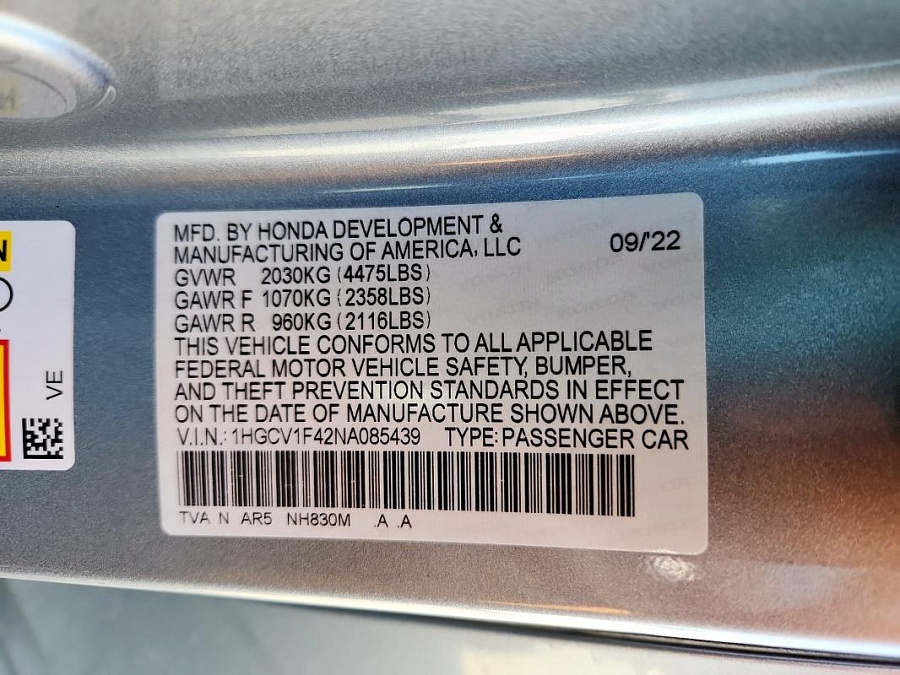 MFD. BY HONDA DEVELOPMENT &
MANUFACTURING OF AMERICA, LLC
09/'22
GVWR 2030KG (4475LBS)
GAWR F 1070KG (2358LBS)
GAWR R 960KG (2116LBS)
THIS VEHICLE CONFORMS TO ALL APPLICABLE
FEDERAL MOTOR VEHICLE SAFETY, BUMPER,
AND THEFT PREVENTION STANDARDS IN EFFECT
ON THE DATE OF MANUFACTURE SHOWN ABOVE.
V.I.N.: 1HGCV1F42NA085439 TYPE: PASSENGER CAR
TVA N AR5 NH830M .A .A
VE